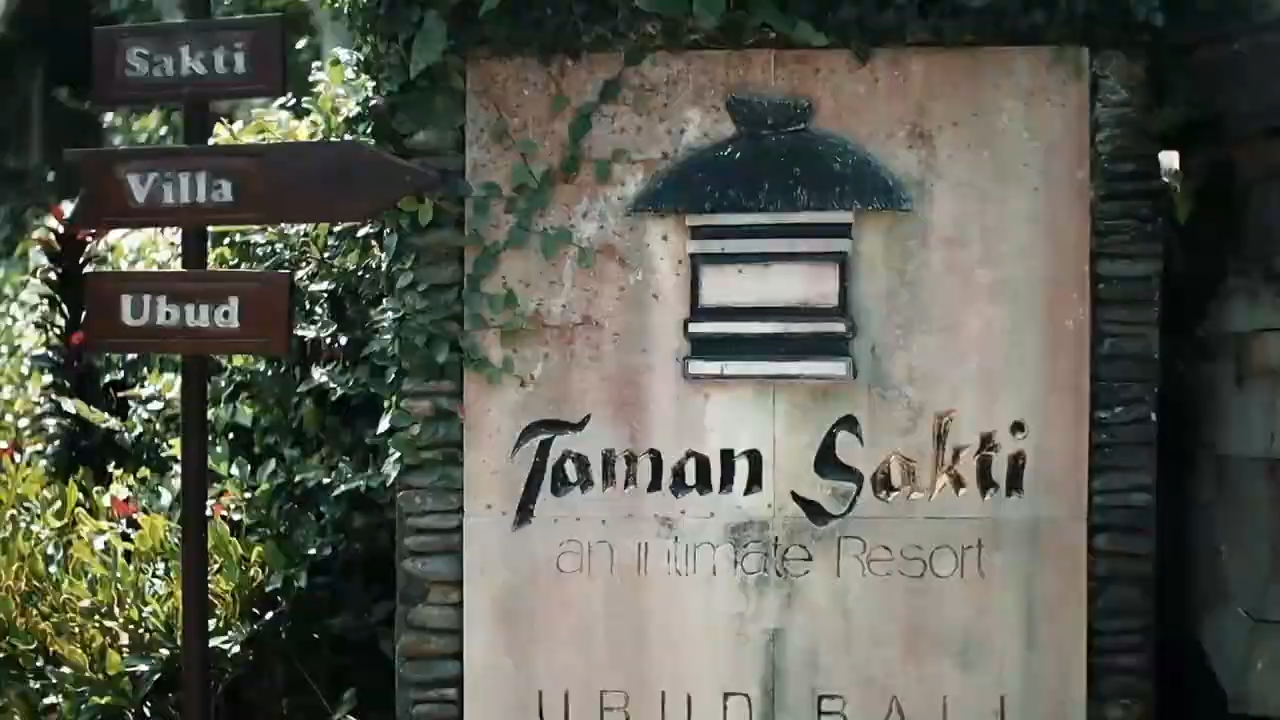 Sakti
Villa
Ubud
Taman Sakti
an intimate Resort
UBUD BALI